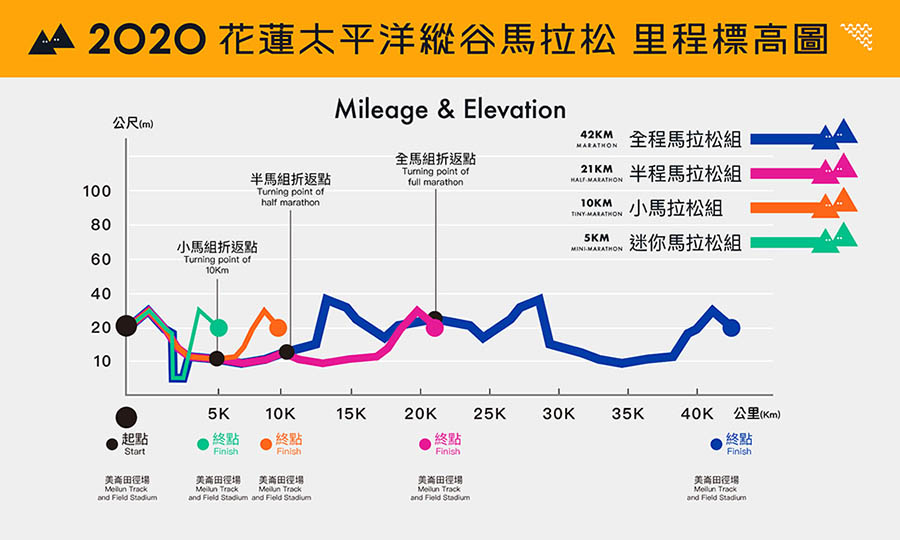 2020 花蓮太平洋縱谷馬拉松 里程標高圖
Mileage & Elevation
公尺(m)
42KM
MARATHON
全程馬拉松組
21KM
HALF-MARATHON
半程馬拉松組
10KM
TINY-MARATHON
小馬拉松組
5KM
MINI-MARATHON
迷你馬拉松組
全馬組折返點
Turning point of
full marathon
半馬組折返點
Turning point of
half marathon
小馬組折返點
Turning point of
10Km
100
80
60
40
20
10
5K 10K 15K 20K 25K 30K 35K 40K 公里(Km)
起點
Start
終點
Finish
終點
Finish
終點
Finish
終點
Finish
美崙田徑場
Meilun Track
and Field Stadium
美崙田徑場
Meilun Track
and Field Stadium
美崙田徑場
Meilun Track
and Field Stadium
美崙田徑場
Meilun Track
and Field Stadium
美崙田徑場
Meilun Track
and Field Stadium